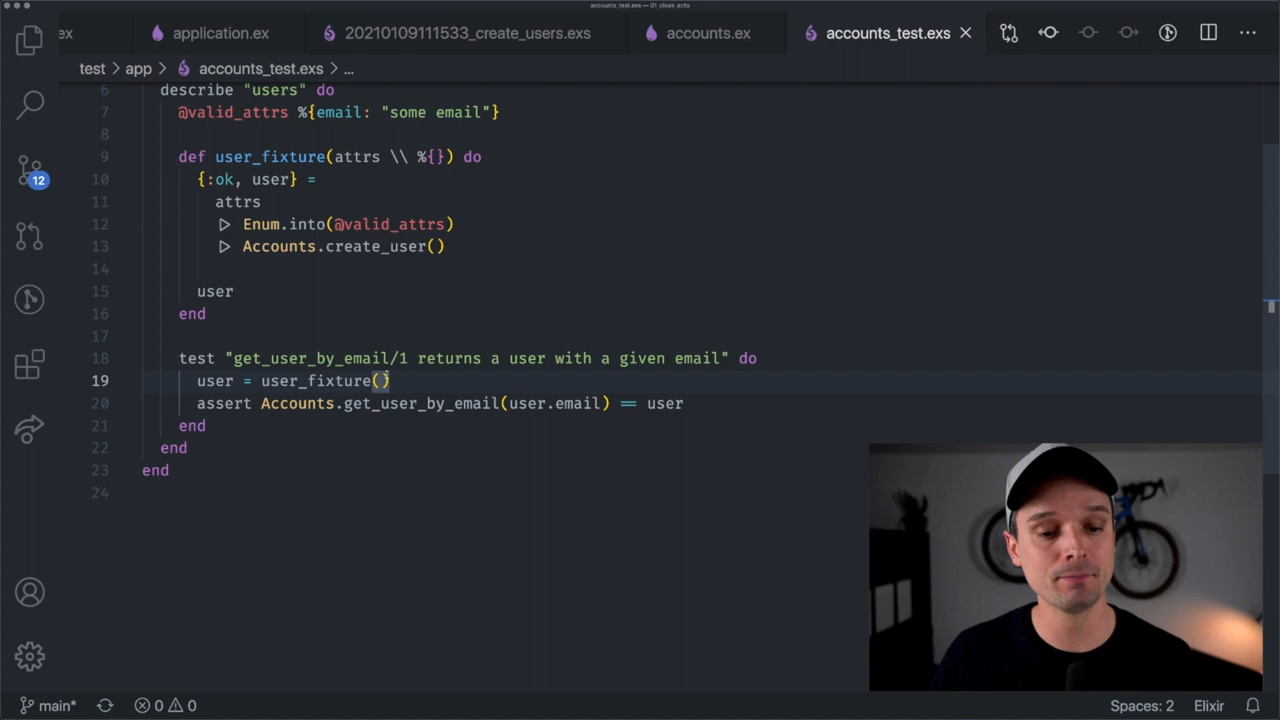 accounts_test.exs — 01_cloak_ecto
ex
application.ex
20210109111533_create_users.exs
accounts.ex
accounts_test.exs
test > app > accounts_test.exs > ...
6 describe "users" do
7 @valid_attrs %{email: "some email"}
8
9 def user_fixture(attrs \\ %{}) do
10 {:ok, user} =
11 attrs
12 |> Enum.into(@valid_attrs)
13 |> Accounts.create_user()
14
15 user
16 end
17
18 test "get_user_by_email/1 returns a user with a given email" do
19 user = user_fixture()
20 assert Accounts.get_user_by_email(user.email) == user
21 end
22 end
23 end
24
12
main*
0
0
Spaces: 2
Elixir